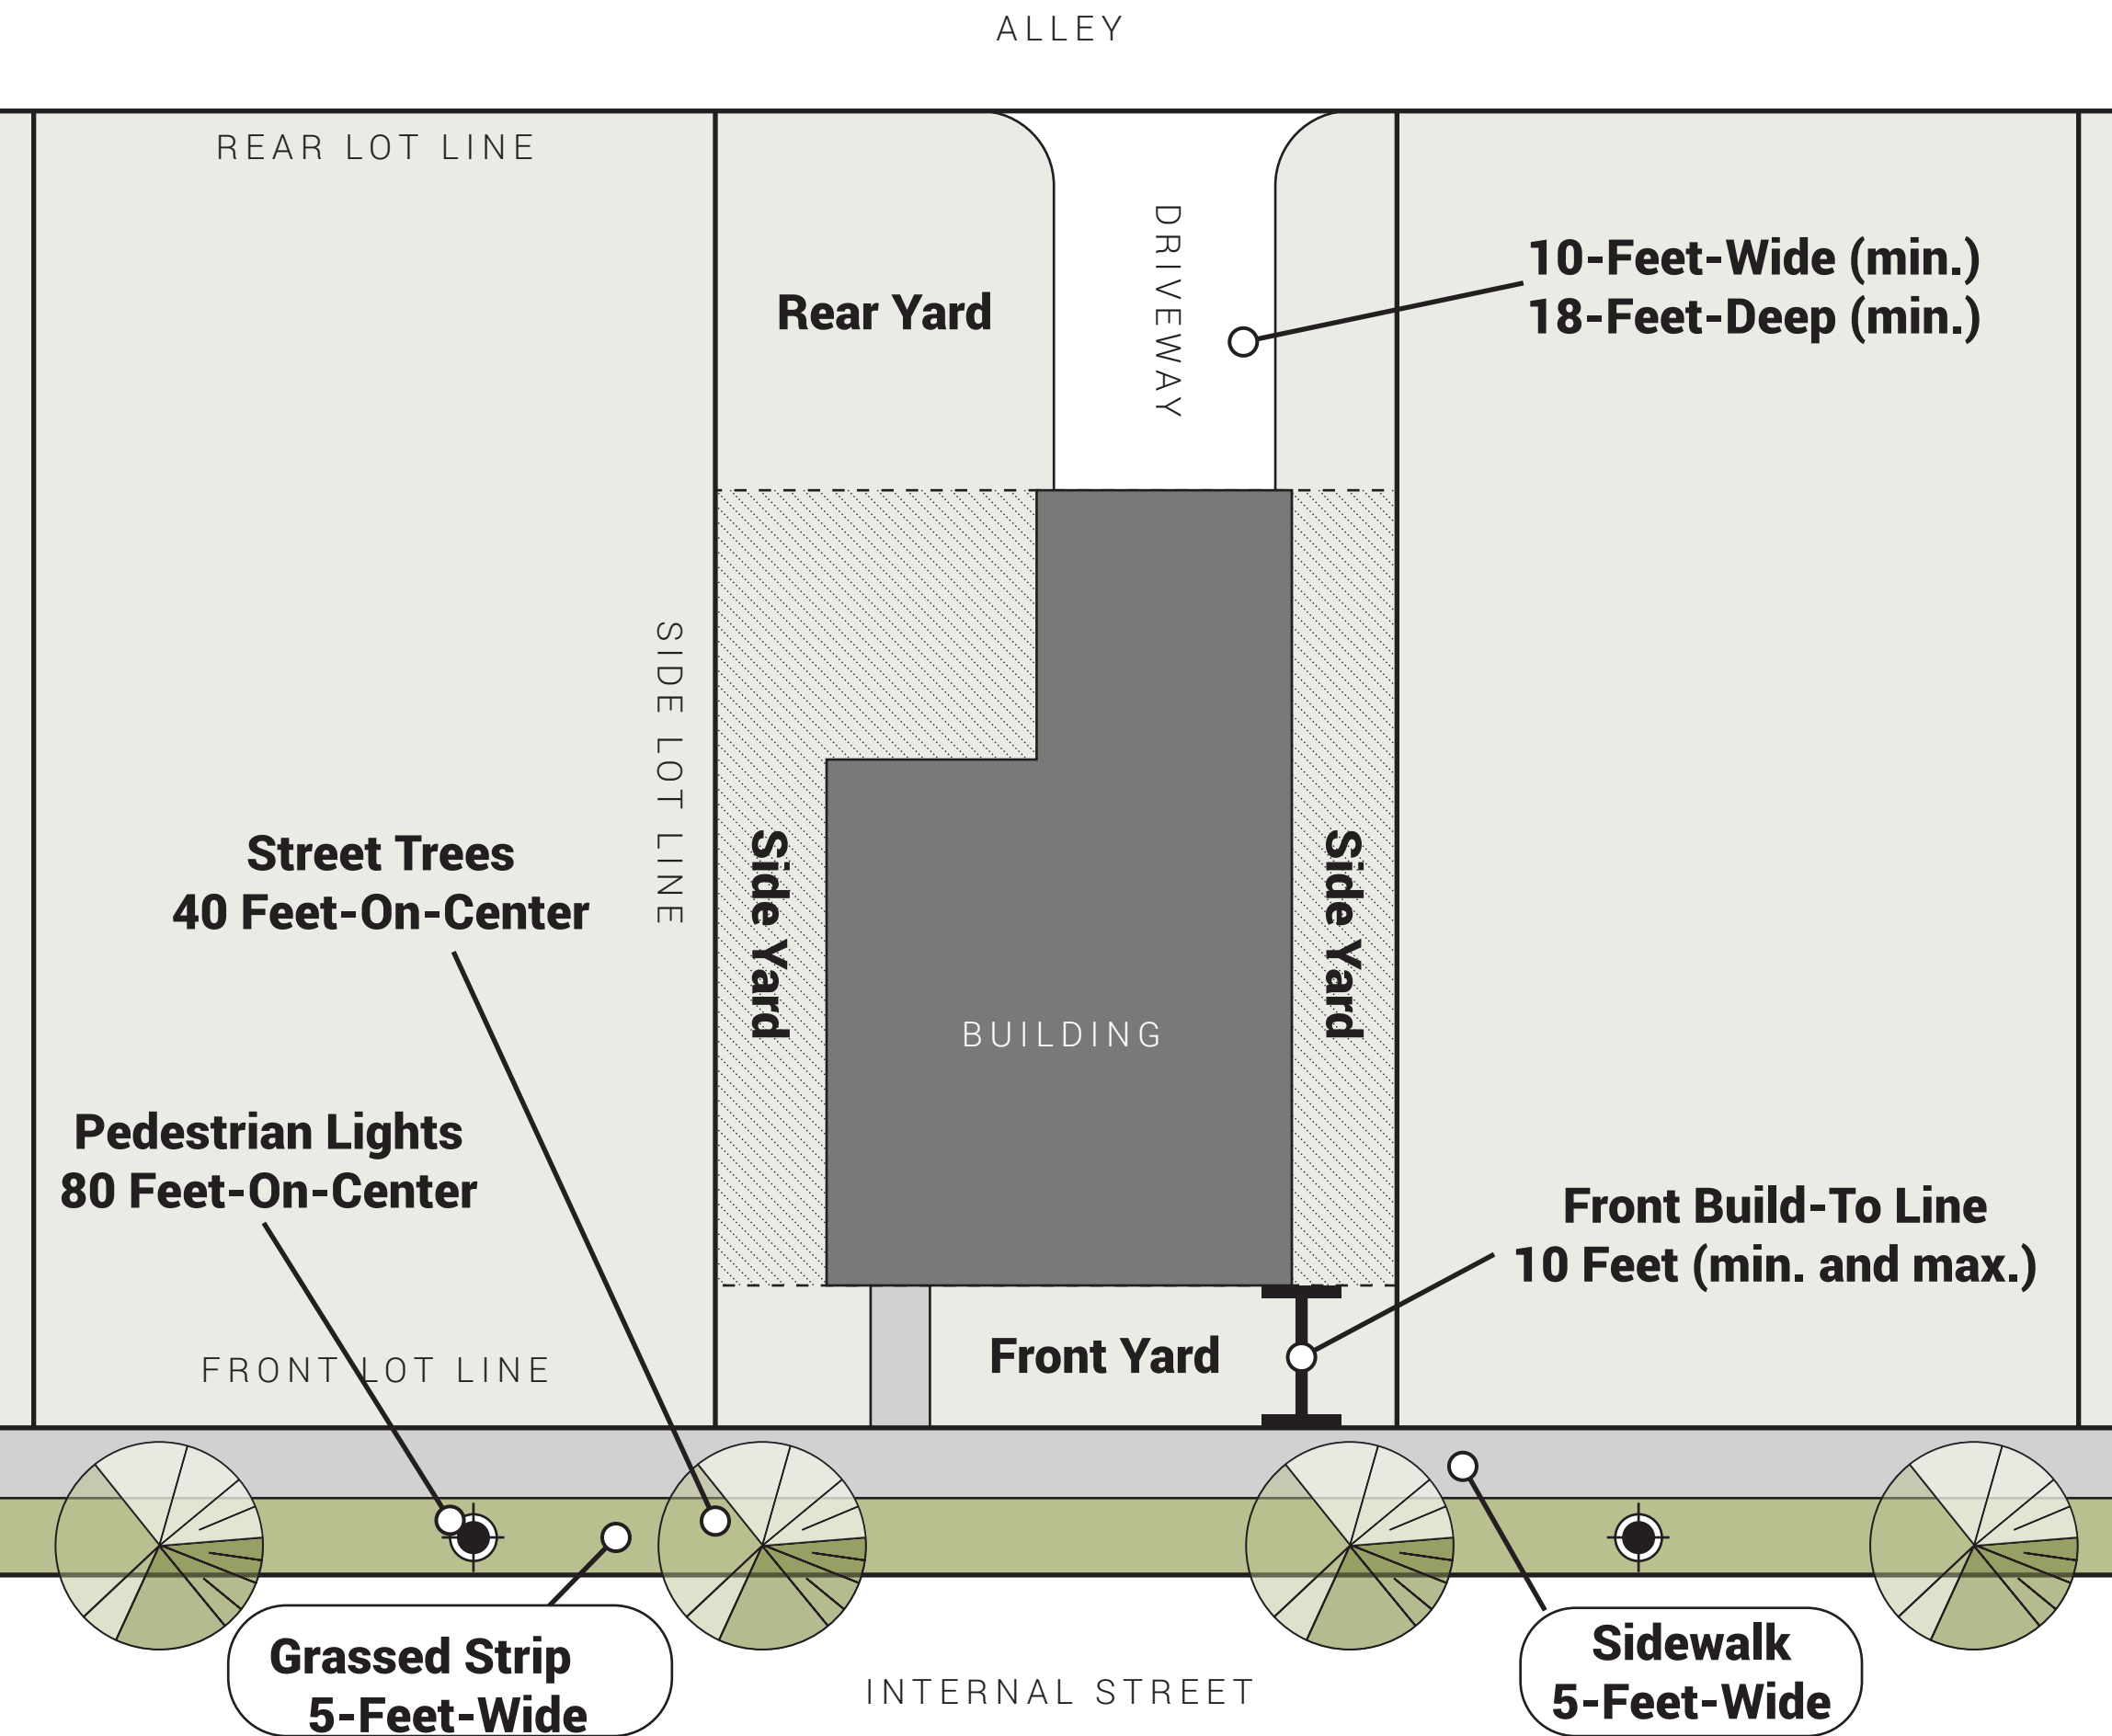 ALLEY
REAR LOT LINE
DRIVEWAY
10-Feet-Wide (min.)
18-Feet-Deep (min.)
Rear Yard
SIDE LOT LINE
Street Trees
40 Feet-On-Center
Side Yard
Side Yard
BUILDING
Pedestrian Lights
80 Feet-On-Center
Front Build-To Line
10 Feet (min. and max.)
Front Yard
FRONT LOT LINE
Grassed Strip
5-Feet-Wide
INTERNAL STREET
Sidewalk
5-Feet-Wide